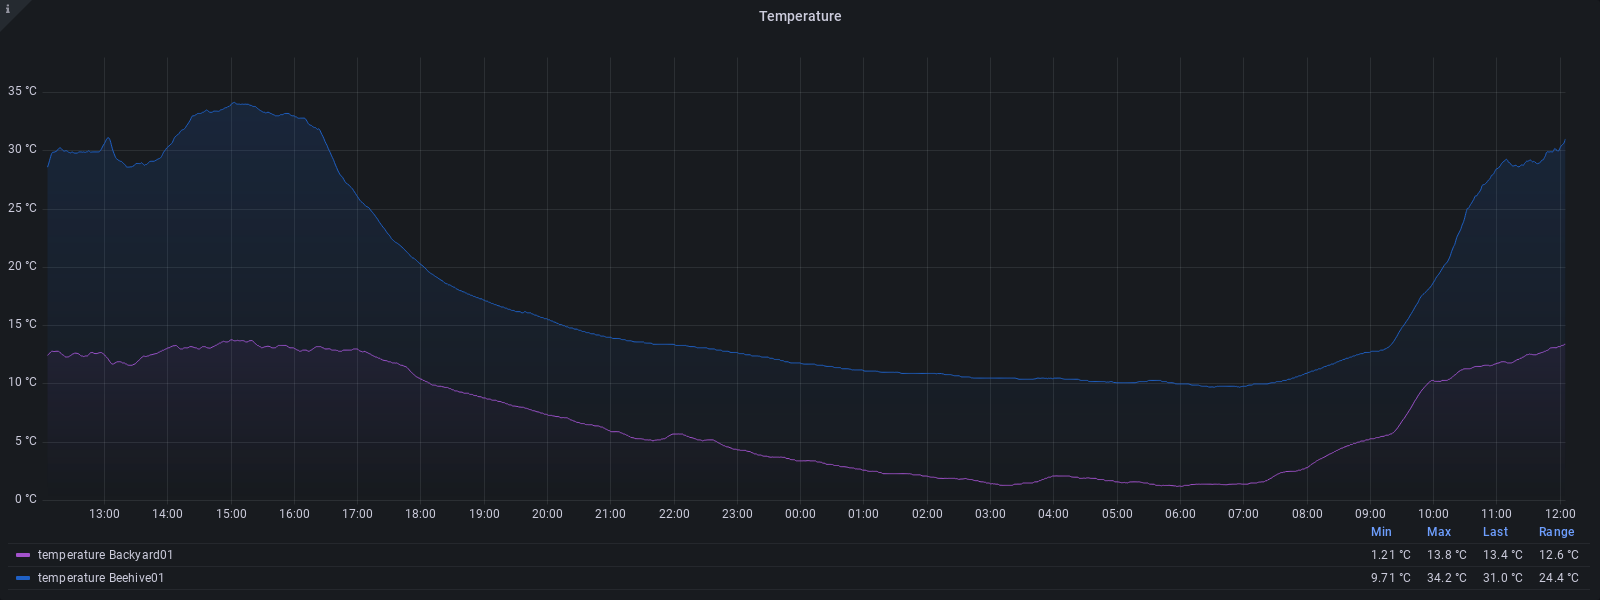 i
Temperature
35 °C
30 °C
25 °C
20 °C
15 °C
10 °C
5 °C
0 °C
13:00 14:00 15:00 16:00 17:00 18:00 19:00 20:00 21:00 22:00 23:00 00:00 01:00 02:00 03:00 04:00 05:00 06:00 07:00 08:00 09:00 10:00 11:00 12:00
Min Max Last Range
temperature Backyard01 1.21 °C 13.8 °C 13.4 °C 12.6 °C
temperature Beehive01 9.71 °C 34.2 °C 31.0 °C 24.4 °C